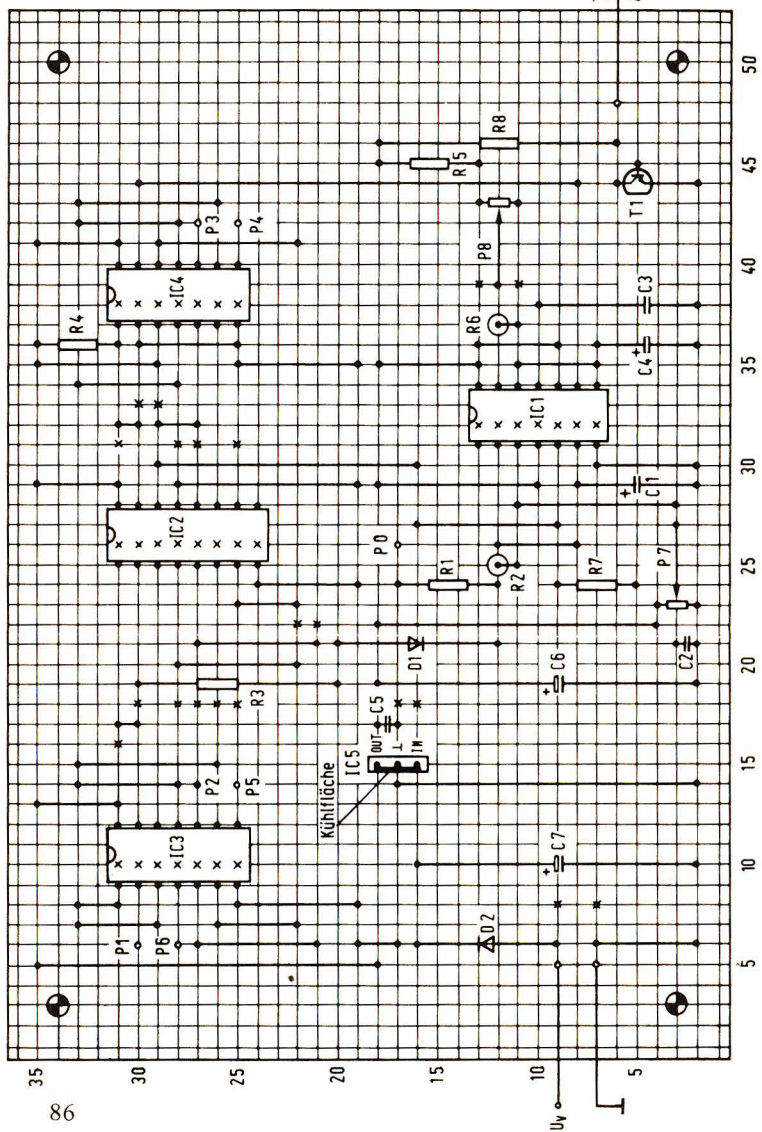 86
35
30
25
20
15
10
5
5
10
15
20
25
30
35
40
45
50
P1
P6
IC3
P2
P5
R3
IC2
IC4
R4
P3
P4
Kühlfläche
IC5
OUT
⊥
IN
C5
D1
P0
R1
R2
R7
P7
C2
C6
+
C7
+
D2
C1
+
IC1
C4
+
C3
R6
P8
R5
R8
T1
Uv